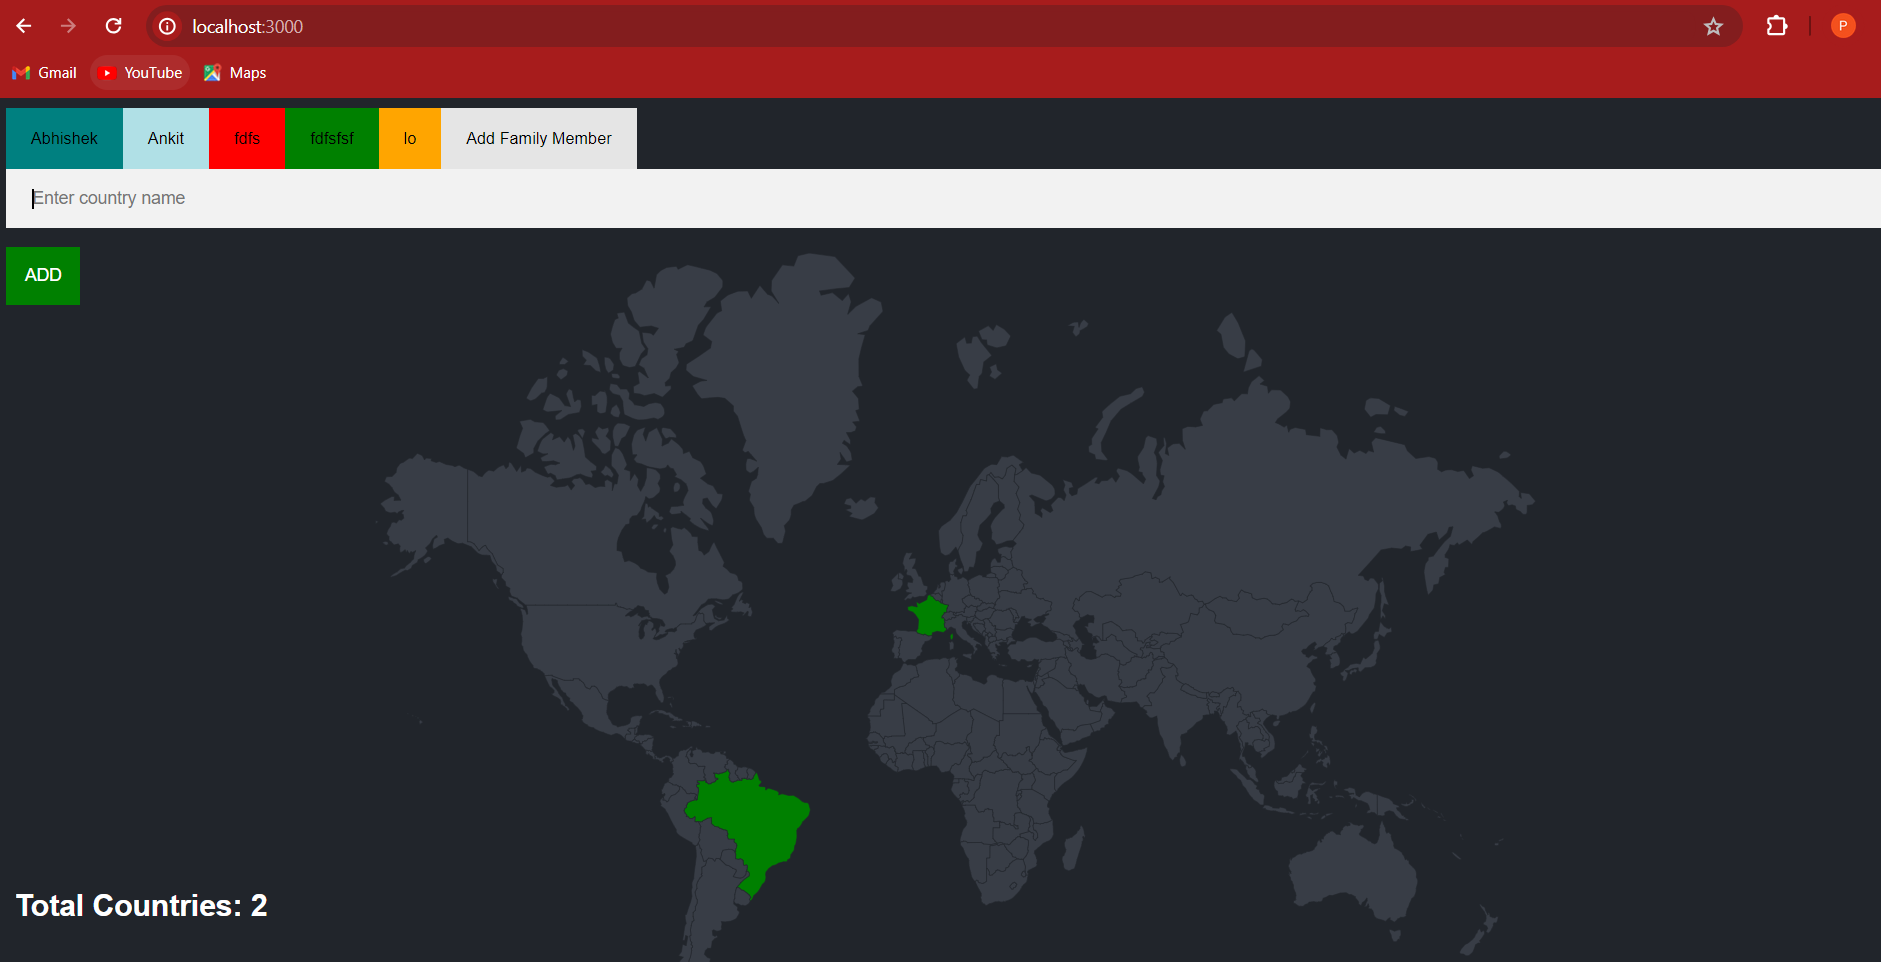 localhost:3000
P
Gmail YouTube Maps
Abhishek Ankit fdfs fdfsfsf lo Add Family Member
Enter country name
ADD
Total Countries: 2